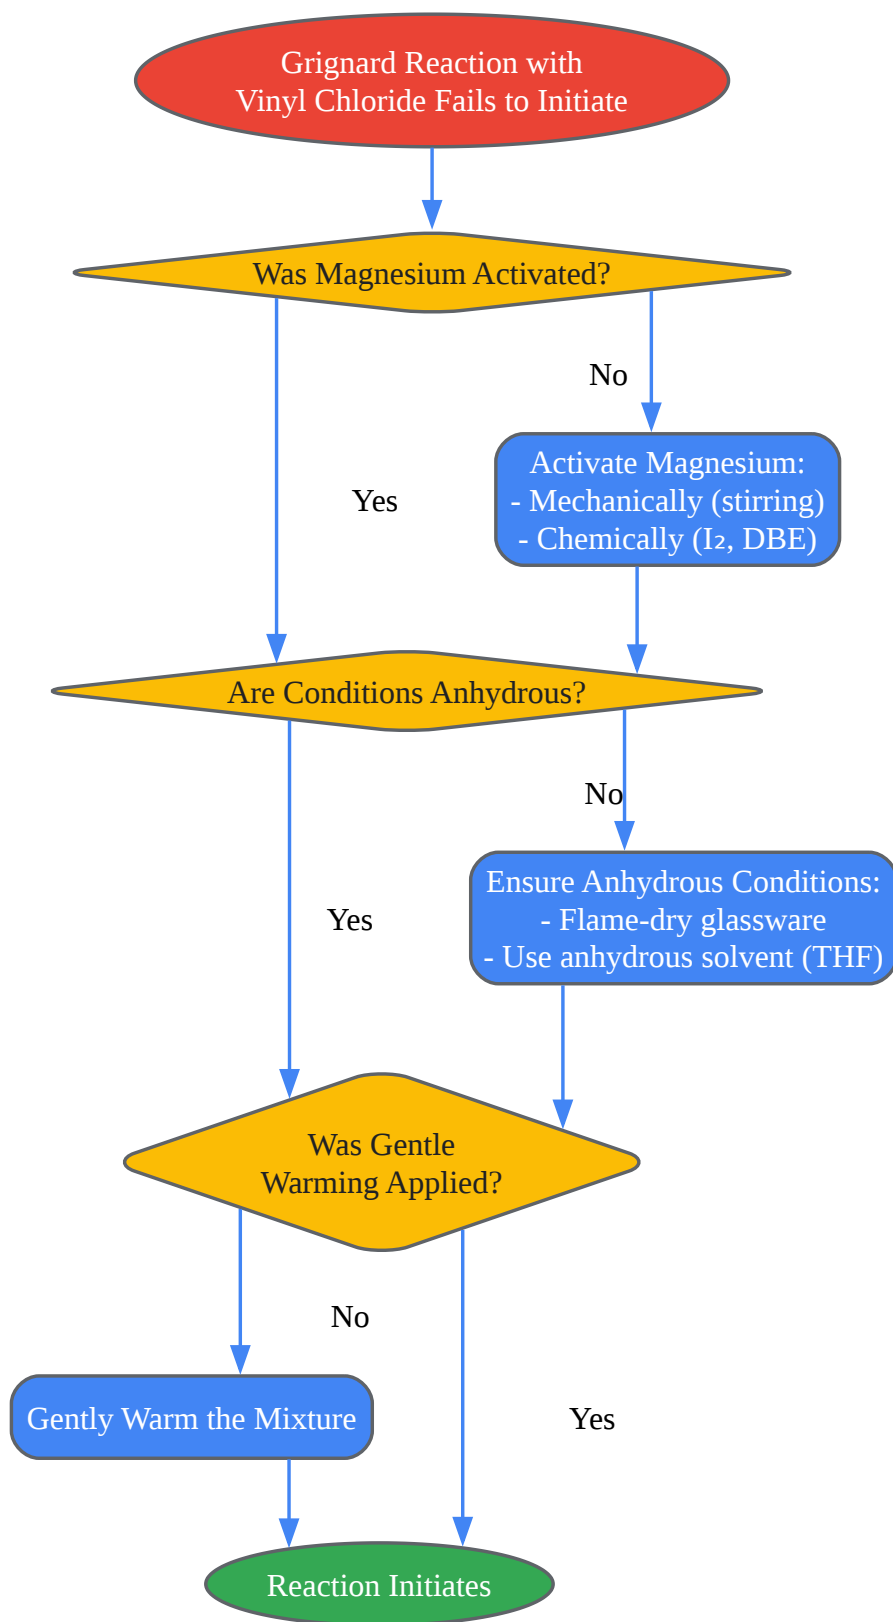 Grignard Reaction with
Vinyl Chloride Fails to Initiate
Was Magnesium Activated?
No
Activate Magnesium:
- Mechanically (stirring)
- Chemically (I₂, DBE)
Yes
Are Conditions Anhydrous?
No
Ensure Anhydrous Conditions:
- Flame-dry glassware
- Use anhydrous solvent (THF)
Yes
Was Gentle
Warming Applied?
No
Gently Warm the Mixture
Yes
Reaction Initiates